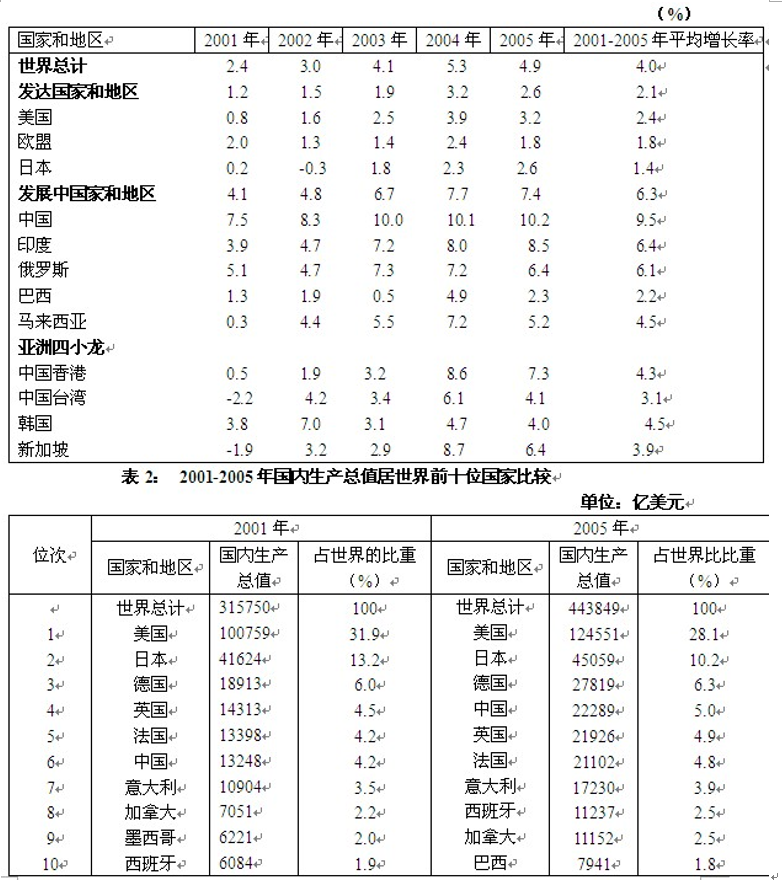 （%）
国家和地区 2001 年 2002 年 2003 年 2004 年 2005 年 2001-2005 年平均增长率
世界总计 2.4 3.0 4.1 5.3 4.9 4.0
发达国家和地区 1.2 1.5 1.9 3.2 2.6 2.1
美国 0.8 1.6 2.5 3.9 3.2 2.4
欧盟 2.0 1.3 1.4 2.4 1.8 1.8
日本 0.2 -0.3 1.8 2.3 2.6 1.4
发展中国家和地区 4.1 4.8 6.7 7.7 7.4 6.3
中国 7.5 8.3 10.0 10.1 10.2 9.5
印度 3.9 4.7 7.2 8.0 8.5 6.4
俄罗斯 5.1 4.7 7.3 7.2 6.4 6.1
巴西 1.3 1.9 0.5 4.9 2.3 2.2
马来西亚 0.3 4.4 5.5 7.2 5.2 4.5
亚洲四小龙
中国香港 0.5 1.9 3.2 8.6 7.3 4.3
中国台湾 -2.2 4.2 3.4 6.1 4.1 3.1
韩国 3.8 7.0 3.1 4.7 4.0 4.5
新加坡 -1.9 3.2 2.9 8.7 6.4 3.9
表 2： 2001-2005 年国内生产总值居世界前十位国家比较
单位：亿美元
位次 2001 年 2005 年
国家和地区 国内生产总值 占世界的比重（%） 国家和地区 国内生产总值 占世界比比重（%）
世界总计 315750 100 世界总计 443849 100
1 美国 100759 31.9 美国 124551 28.1
2 日本 41624 13.2 日本 45059 10.2
3 德国 18913 6.0 德国 27819 6.3
4 英国 14313 4.5 中国 22289 5.0
5 法国 13398 4.2 英国 21926 4.9
6 中国 13248 4.2 法国 21102 4.8
7 意大利 10904 3.5 意大利 17230 3.9
8 加拿大 7051 2.2 西班牙 11237 2.5
9 墨西哥 6221 2.0 加拿大 11152 2.5
10 西班牙 6084 1.9 巴西 7941 1.8